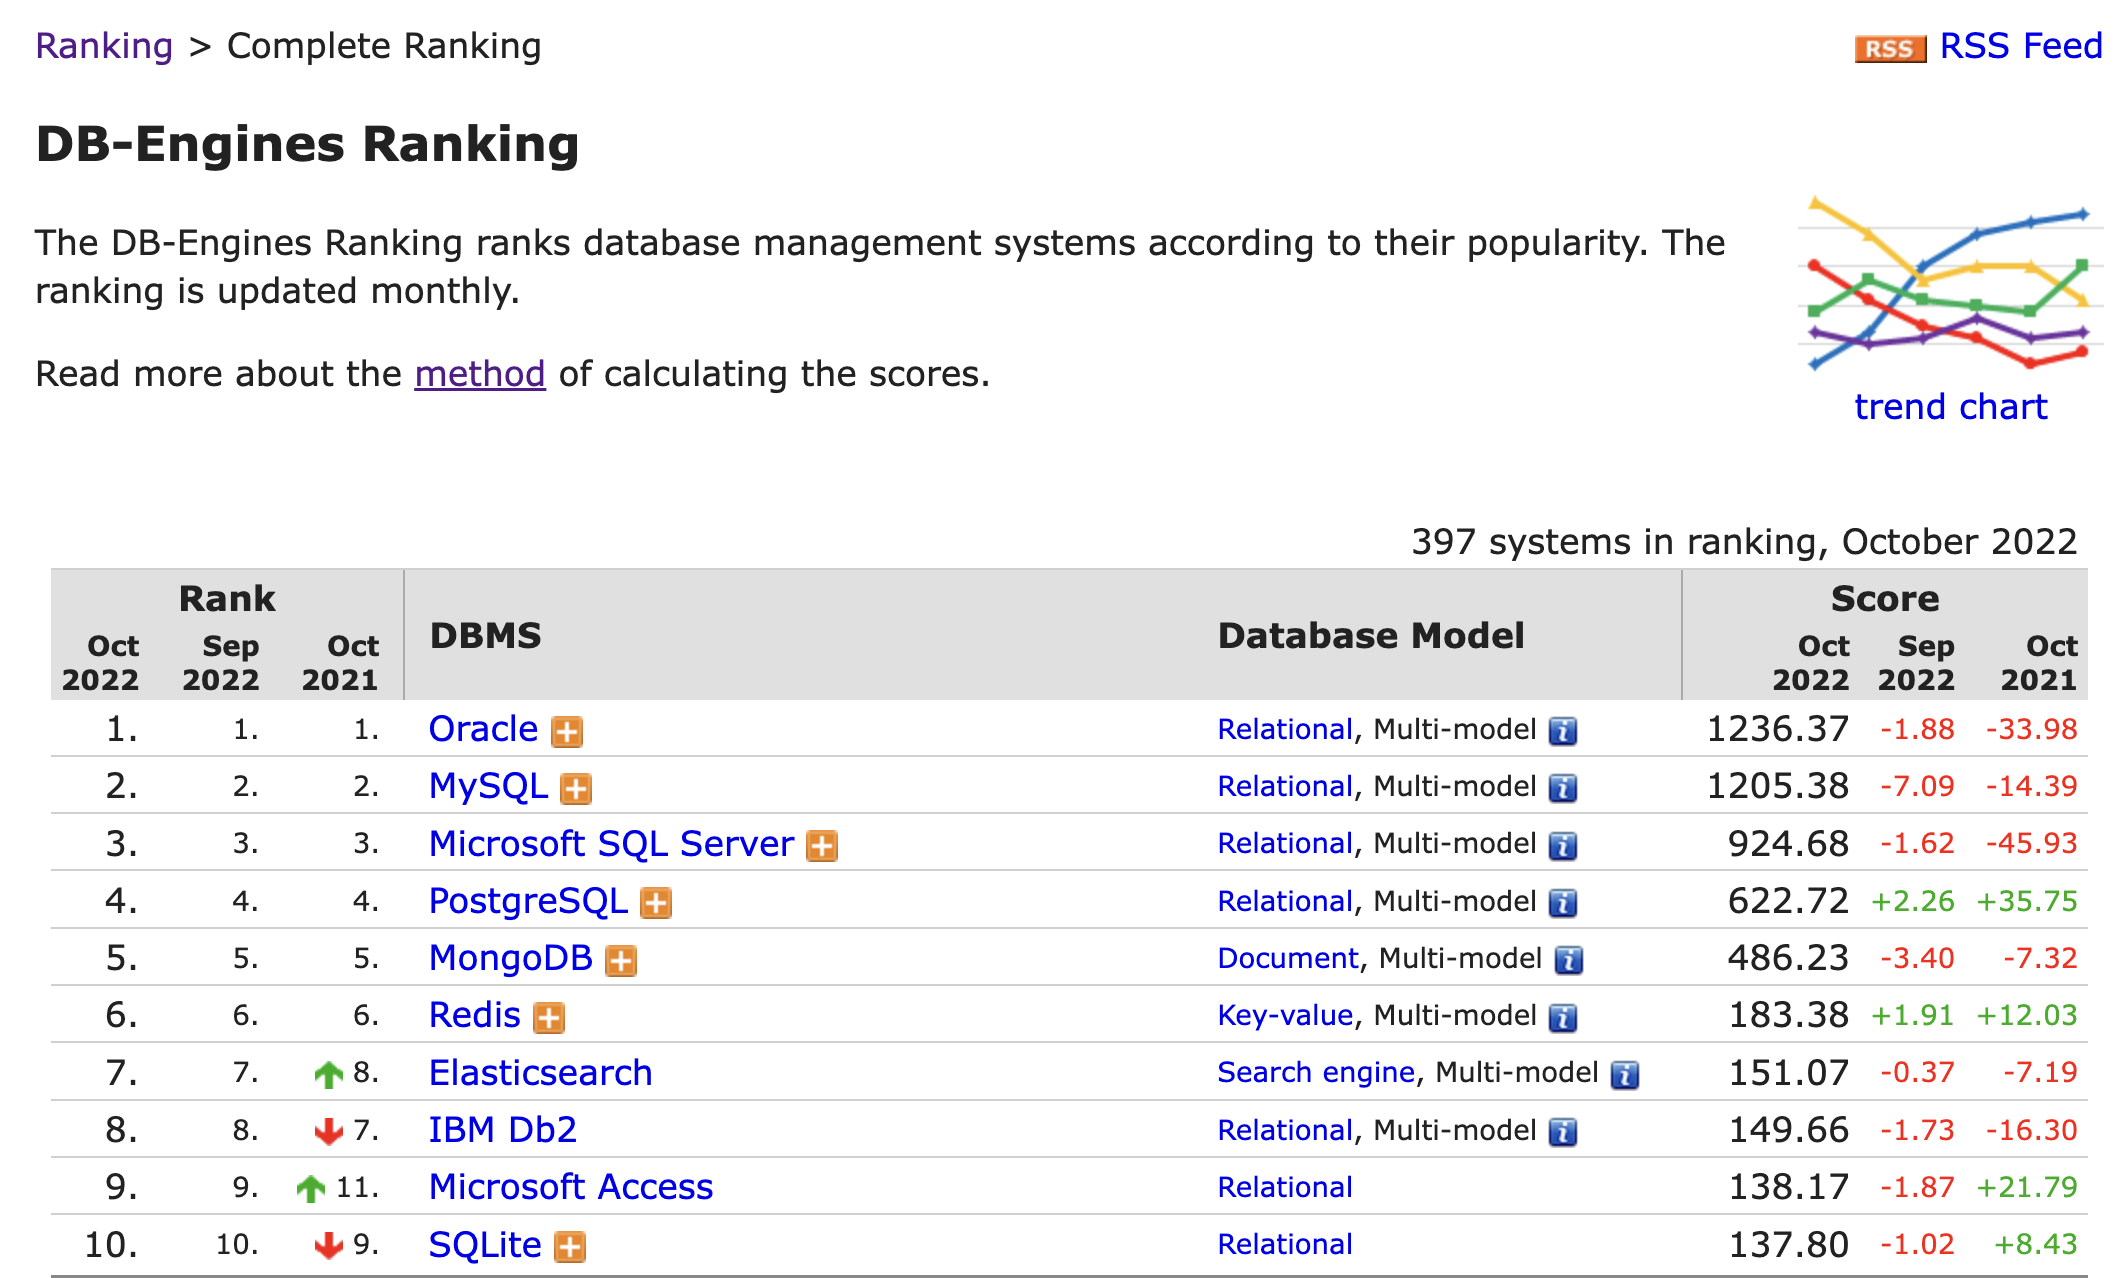 Ranking > Complete Ranking
RSS RSS Feed
DB-Engines Ranking
The DB-Engines Ranking ranks database management systems according to their popularity. The
ranking is updated monthly.
Read more about the method of calculating the scores.
trend chart
397 systems in ranking, October 2022
Rank DBMS Database Model Score
Oct 2022 Sep 2022 Oct 2021 Oct 2022 Sep 2022 Oct 2021
1. 1. 1. Oracle Relational, Multi-model 1236.37 -1.88 -33.98
2. 2. 2. MySQL Relational, Multi-model 1205.38 -7.09 -14.39
3. 3. 3. Microsoft SQL Server Relational, Multi-model 924.68 -1.62 -45.93
4. 4. 4. PostgreSQL Relational, Multi-model 622.72 +2.26 +35.75
5. 5. 5. MongoDB Document, Multi-model 486.23 -3.40 -7.32
6. 6. 6. Redis Key-value, Multi-model 183.38 +1.91 +12.03
7. 7. 8. Elasticsearch Search engine, Multi-model 151.07 -0.37 -7.19
8. 8. 7. IBM Db2 Relational, Multi-model 149.66 -1.73 -16.30
9. 9. 11. Microsoft Access Relational 138.17 -1.87 +21.79
10. 10. 9. SQLite Relational 137.80 -1.02 +8.43